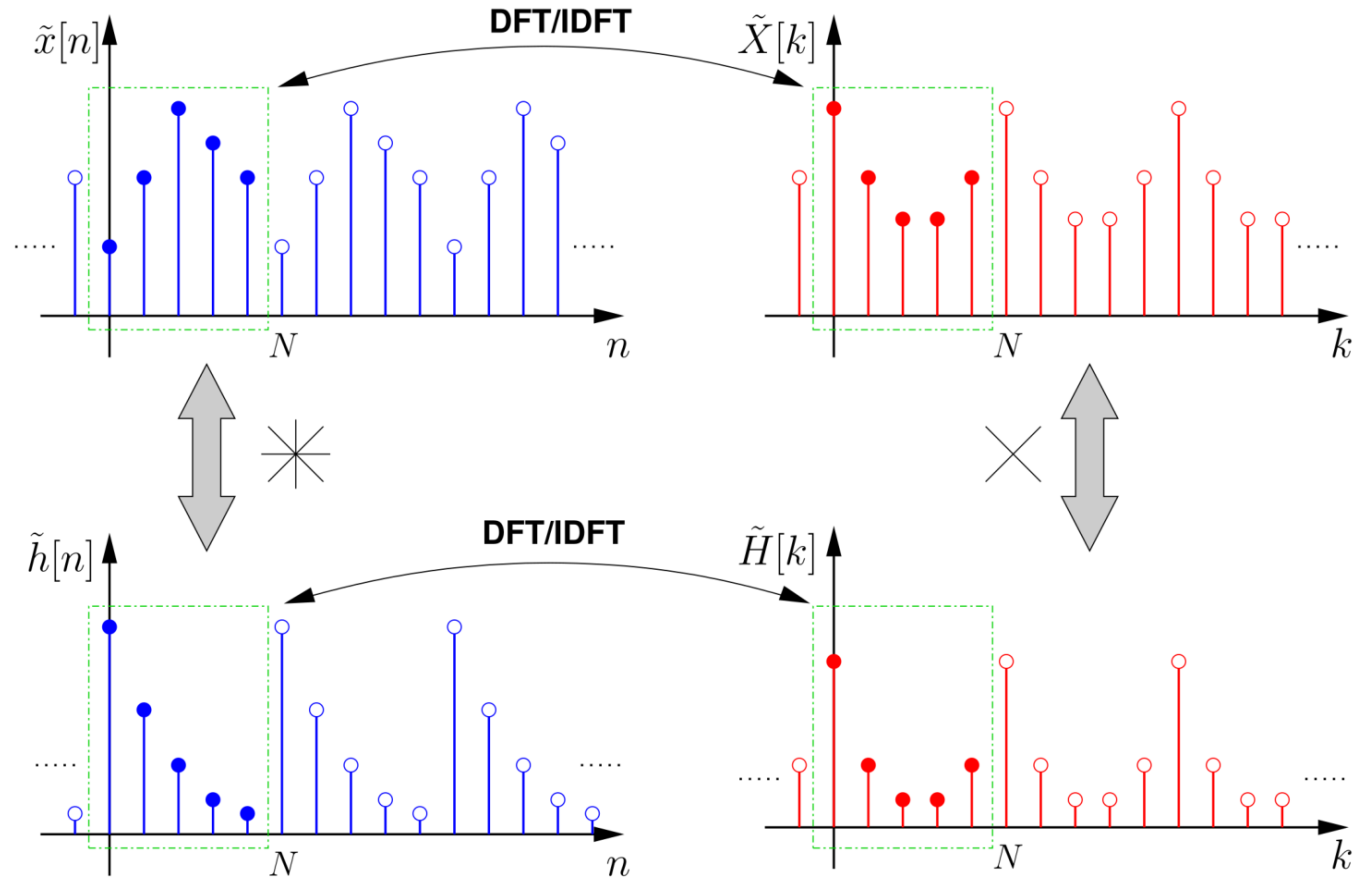 DFT/IDFT
x̃[n]
X̃[k]
.....
.....
.....
N
n
N
k
DFT/IDFT
h̃[n]
H̃[k]
.....
.....
.....
.....
N
n
N
k